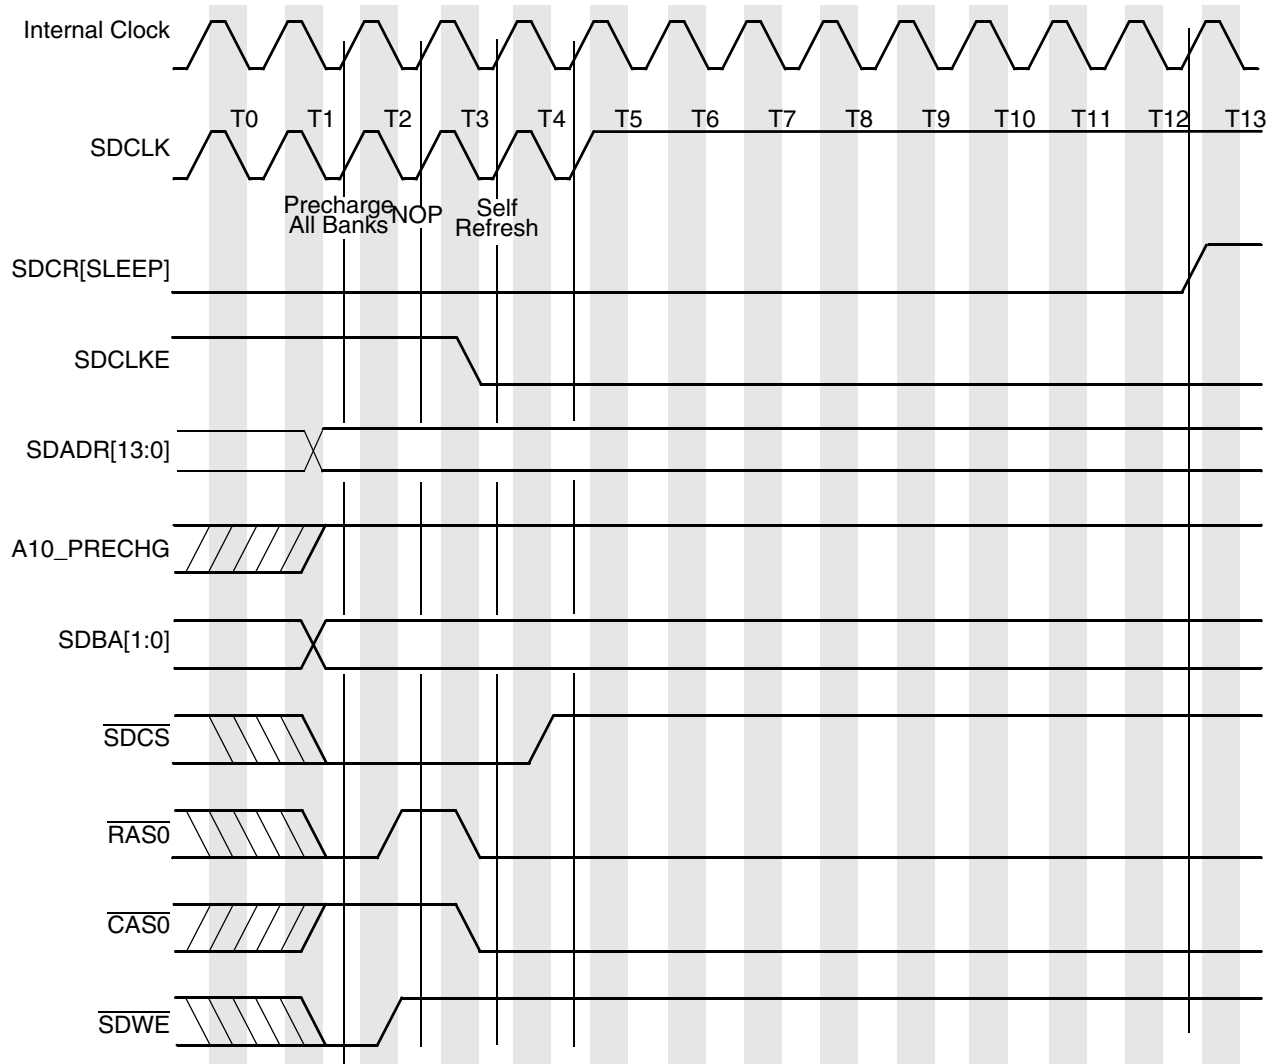 Internal Clock
T0 T1 T2 T3 T4 T5 T6 T7 T8 T9 T10 T11 T12 T13
SDCLK
Precharge
All Banks
NOP
Self
Refresh
SDCR[SLEEP]
SDCLKE
SDADR[13:0]
A10_PRECHG
SDBA[1:0]
SDCS
RAS0
CAS0
SDWE